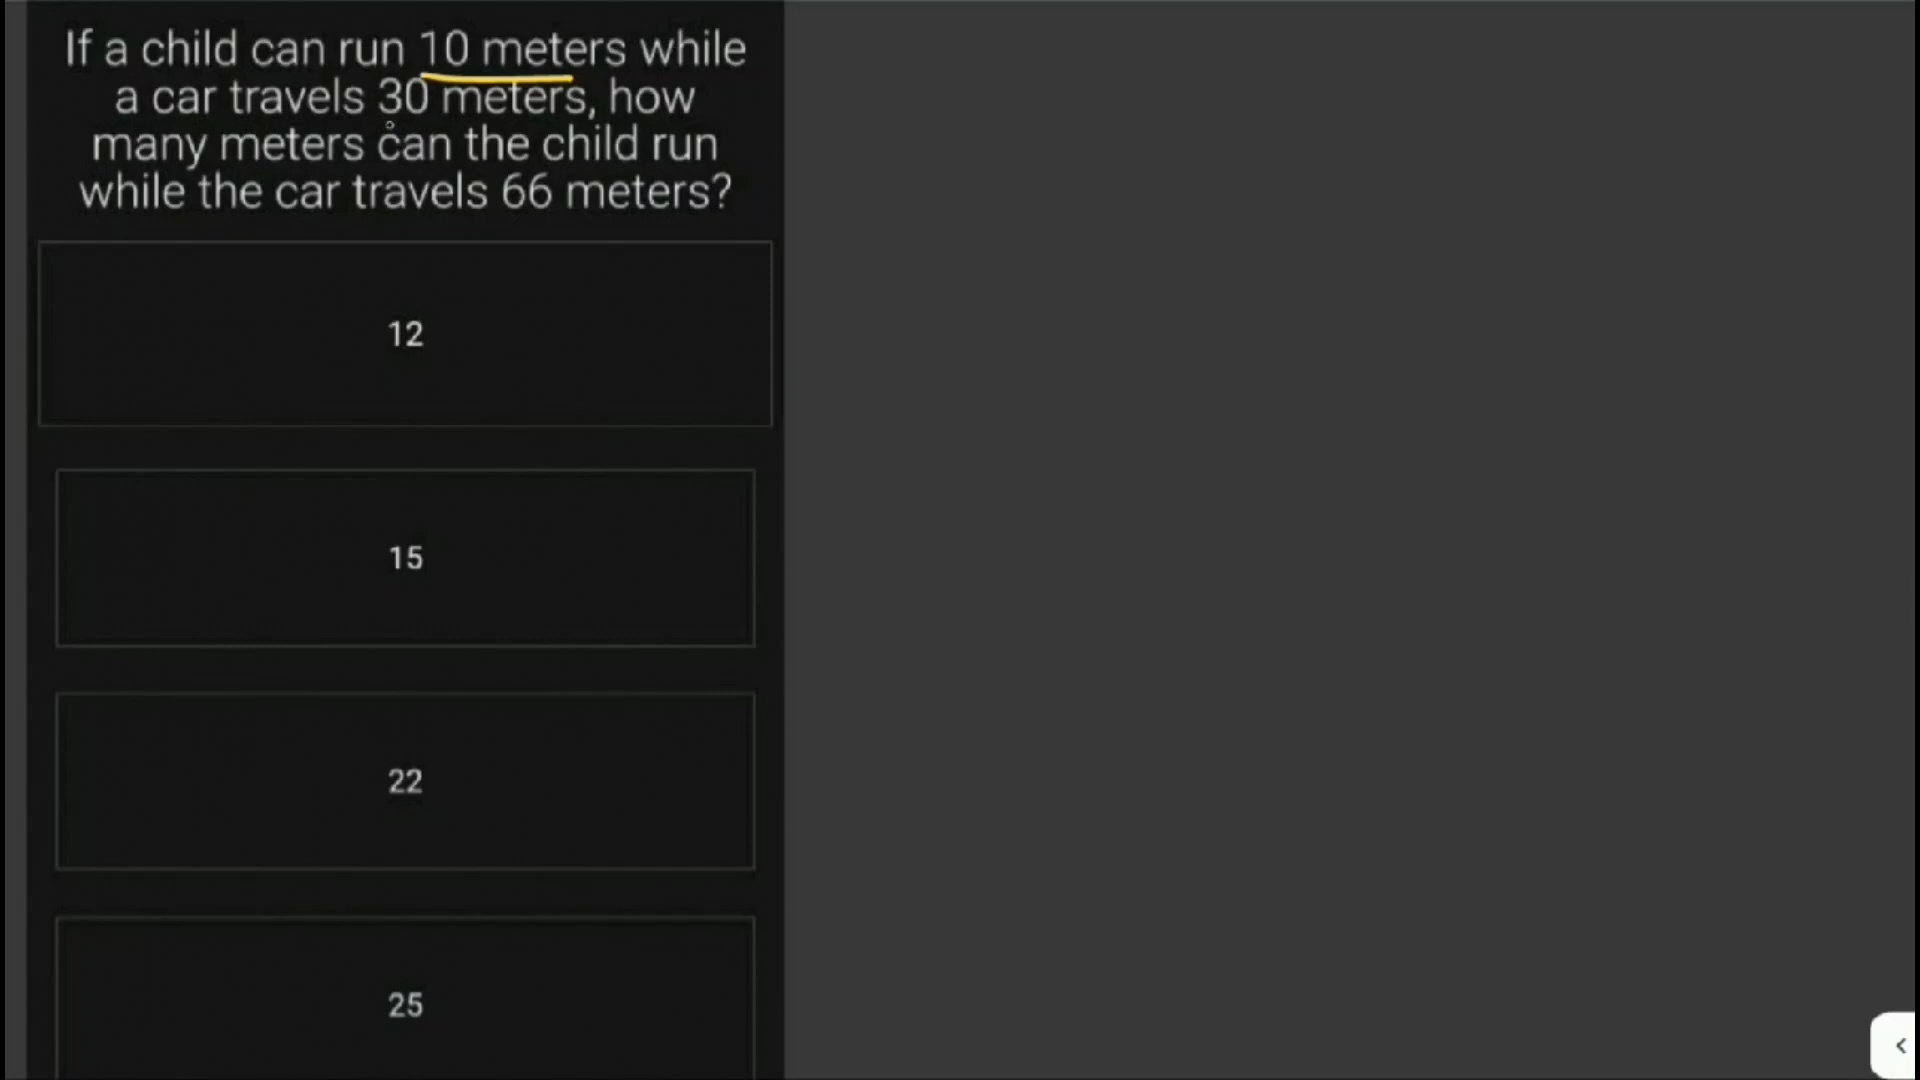 If a child can run 10 meters while
a car travels 30 meters, how
many meters can the child run
while the car travels 66 meters?
12
15
22
25